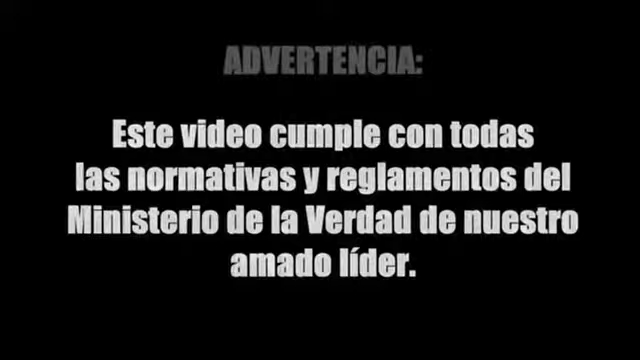 ADVERTENCIA:
Este video cumple con todas
las normativas y reglamentos del
Ministerio de la Verdad de nuestro
amado líder.